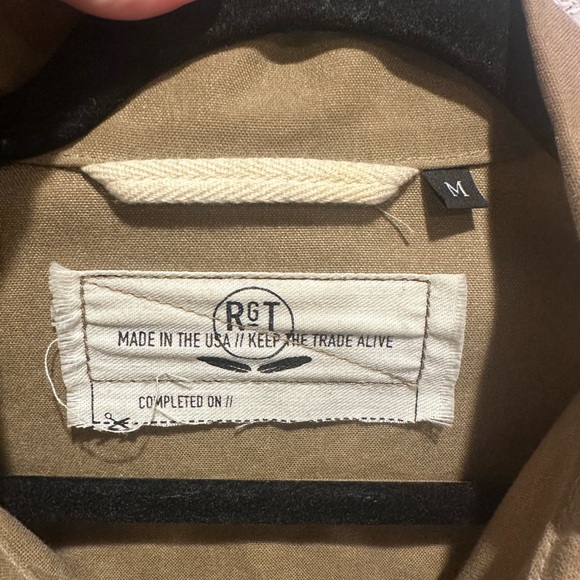 M
RGT
MADE IN THE USA // KEEP THE TRADE ALIVE
COMPLETED ON //